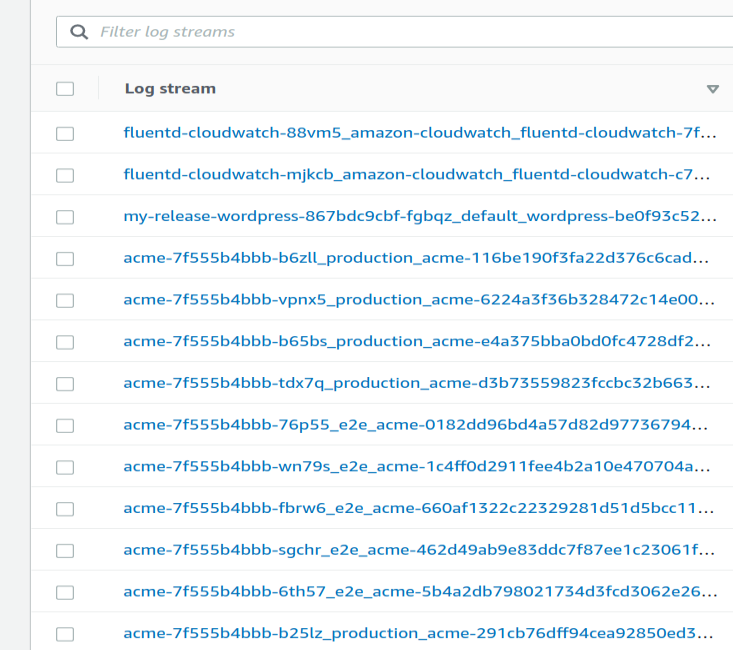 Filter log streams
Log stream
fluentd-cloudwatch-88vm5_amazon-cloudwatch_fluentd-cloudwatch-7f...
fluentd-cloudwatch-mjkcb_amazon-cloudwatch_fluentd-cloudwatch-c7...
my-release-wordpress-867bdc9cbf-fgbqz_default_wordpress-be0f93c52...
acme-7f555b4bbb-b6zll_production_acme-116be190f3fa22d376c6cad...
acme-7f555b4bbb-vpnx5_production_acme-6224a3f36b328472c14e00...
acme-7f555b4bbb-b65bs_production_acme-e4a375bba0bd0fc4728df2...
acme-7f555b4bbb-tdx7q_production_acme-d3b73559823fccbc32b663...
acme-7f555b4bbb-76p55_e2e_acme-0182dd96bd4a57d82d97736794...
acme-7f555b4bbb-wn79s_e2e_acme-1c4ff0d2911fee4b2a10e470704a...
acme-7f555b4bbb-fbrw6_e2e_acme-660af1322c22329281d51d5bcc11...
acme-7f555b4bbb-sgchr_e2e_acme-462d49ab9e83ddc7f87ee1c23061f...
acme-7f555b4bbb-6th57_e2e_acme-5b4a2db798021734d3fcd3062e26...
acme-7f555b4bbb-b25lz_production_acme-291cb76dff94cea92850ed3...